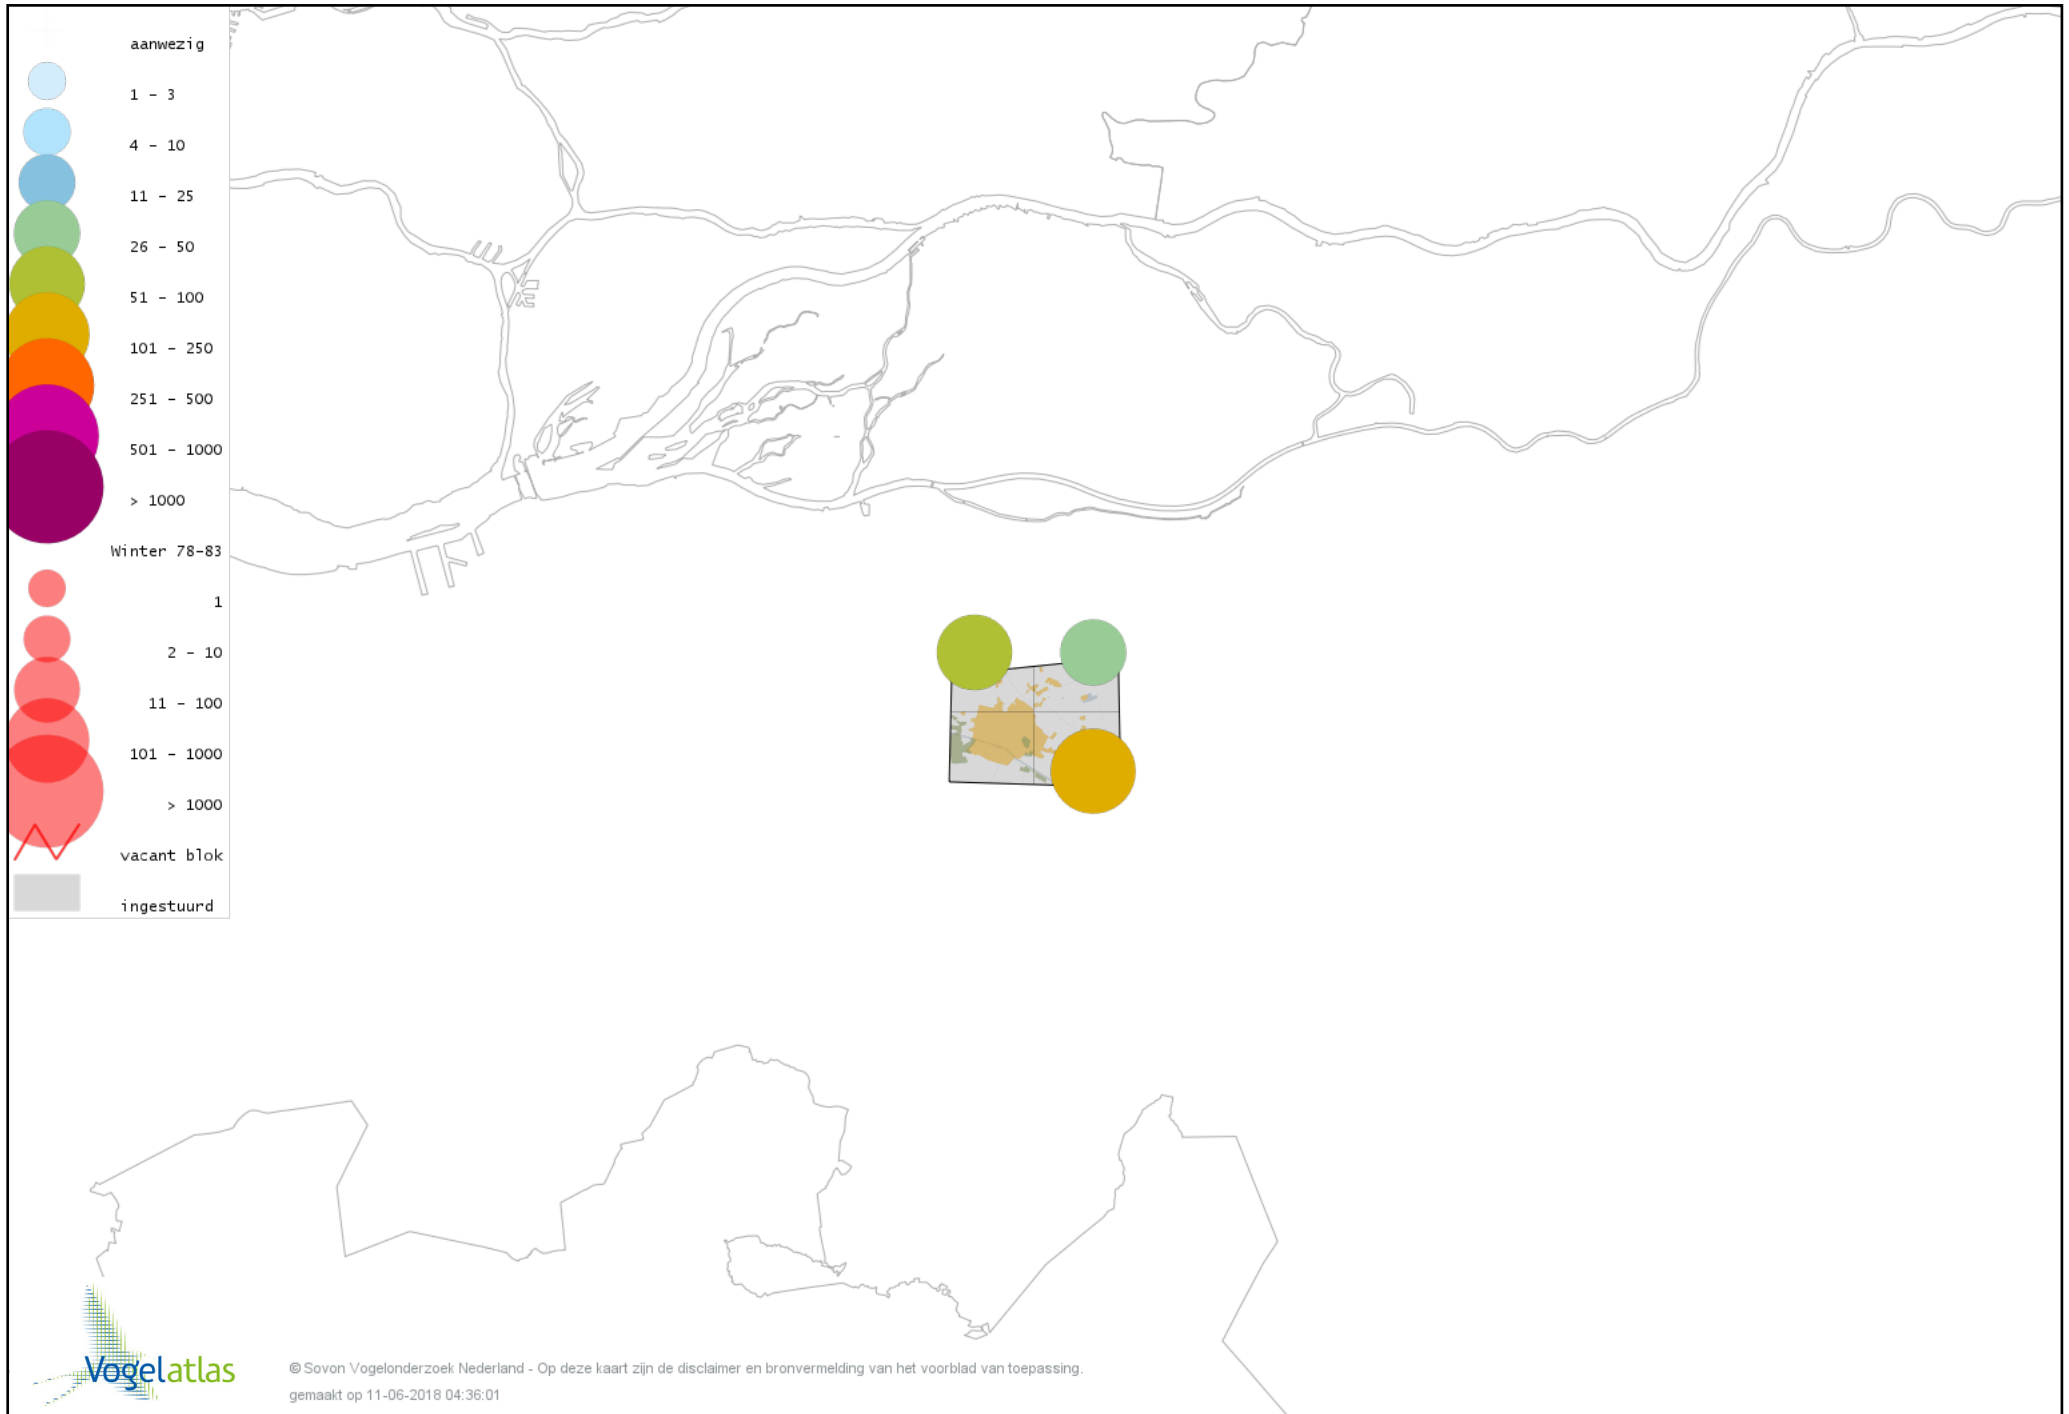 aanwezig
1 - 3
4 - 10
11 - 25
26 - 50
51 - 100
101 - 250
251 - 500
501 - 1000
> 1000
Winter 78-83
1
2 - 10
11 - 100
101 - 1000
> 1000
vacant blok
ingestuurd
Vogelatlas
© Sovon Vogelonderzoek Nederland - Op deze kaart zijn de disclaimer en bronvermelding van het voorblad van toepassing.
gemaakt op 11-06-2018 04:36:01